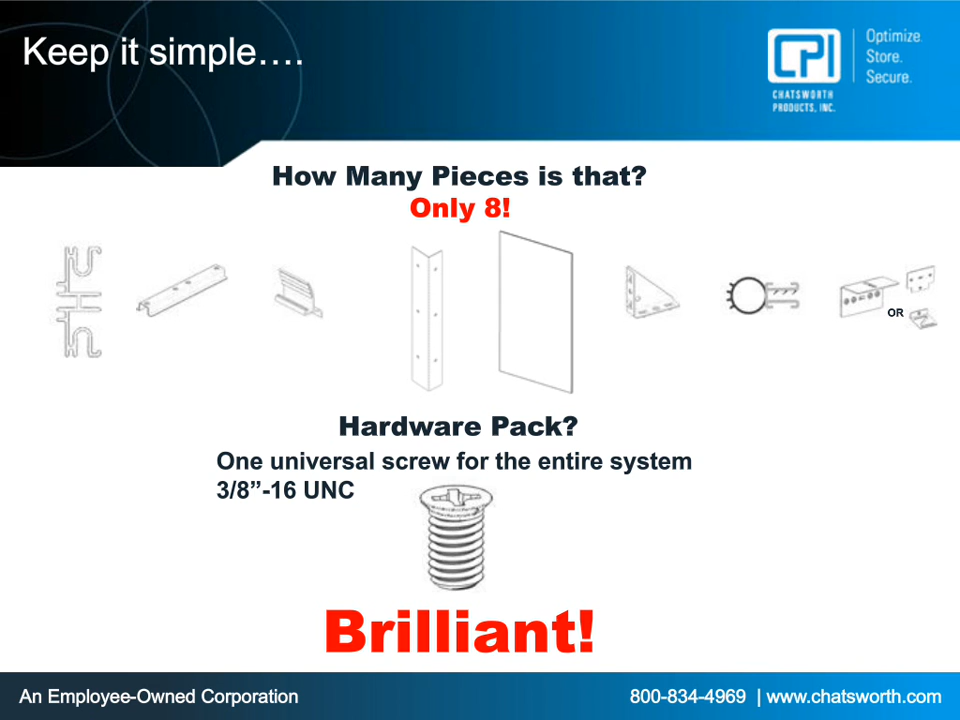 Keep it simple….
CPI
CHATSWORTH
PRODUCTS, INC.
Optimize.
Store.
Secure.
How Many Pieces is that?
Only 8!
OR
Hardware Pack?
One universal screw for the entire system
3/8”-16 UNC
Brilliant!
An Employee-Owned Corporation
800-834-4969 | www.chatsworth.com